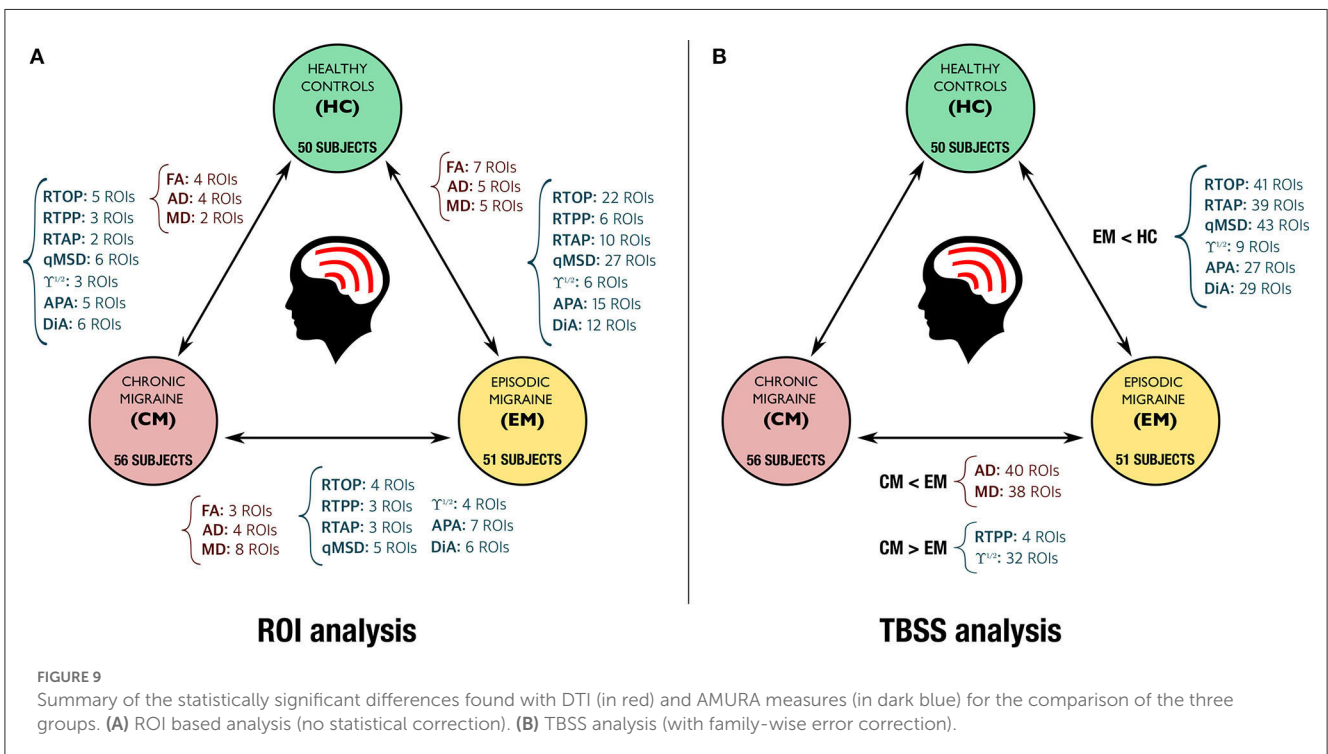 A
HEALTHY
CONTROLS
(HC)
50 SUBJECTS
RTOP: 5 ROIs
RTPP: 3 ROIs
RTAP: 2 ROIs
qMSD: 6 ROIs
ϒ1/2: 3 ROIs
APA: 5 ROIs
DiA: 6 ROIs
FA: 4 ROIs
AD: 4 ROIs
MD: 2 ROIs
FA: 7 ROIs
AD: 5 ROIs
MD: 5 ROIs
RTOP: 22 ROIs
RTPP: 6 ROIs
RTAP: 10 ROIs
qMSD: 27 ROIs
ϒ1/2: 6 ROIs
APA: 15 ROIs
DiA: 12 ROIs
CHRONIC
MIGRAINE
(CM)
56 SUBJECTS
EPISODIC
MIGRAINE
(EM)
51 SUBJECTS
FA: 3 ROIs
AD: 4 ROIs
MD: 8 ROIs
RTOP: 4 ROIs
RTPP: 3 ROIs
RTAP: 3 ROIs
qMSD: 5 ROIs
ϒ1/2: 4 ROIs
APA: 7 ROIs
DiA: 6 ROIs
ROI analysis
B
HEALTHY
CONTROLS
(HC)
50 SUBJECTS
EM < HC
RTOP: 41 ROIs
RTAP: 39 ROIs
qMSD: 43 ROIs
ϒ1/2: 9 ROIs
APA: 27 ROIs
DiA: 29 ROIs
CHRONIC
MIGRAINE
(CM)
56 SUBJECTS
EPISODIC
MIGRAINE
(EM)
51 SUBJECTS
CM < EM
AD: 40 ROIs
MD: 38 ROIs
CM > EM
RTPP: 4 ROIs
ϒ1/2: 32 ROIs
TBSS analysis
FIGURE 9
Summary of the statistically significant differences found with DTI (in red) and AMURA measures (in dark blue) for the comparison of the three
groups. (A) ROI based analysis (no statistical correction). (B) TBSS analysis (with family-wise error correction).